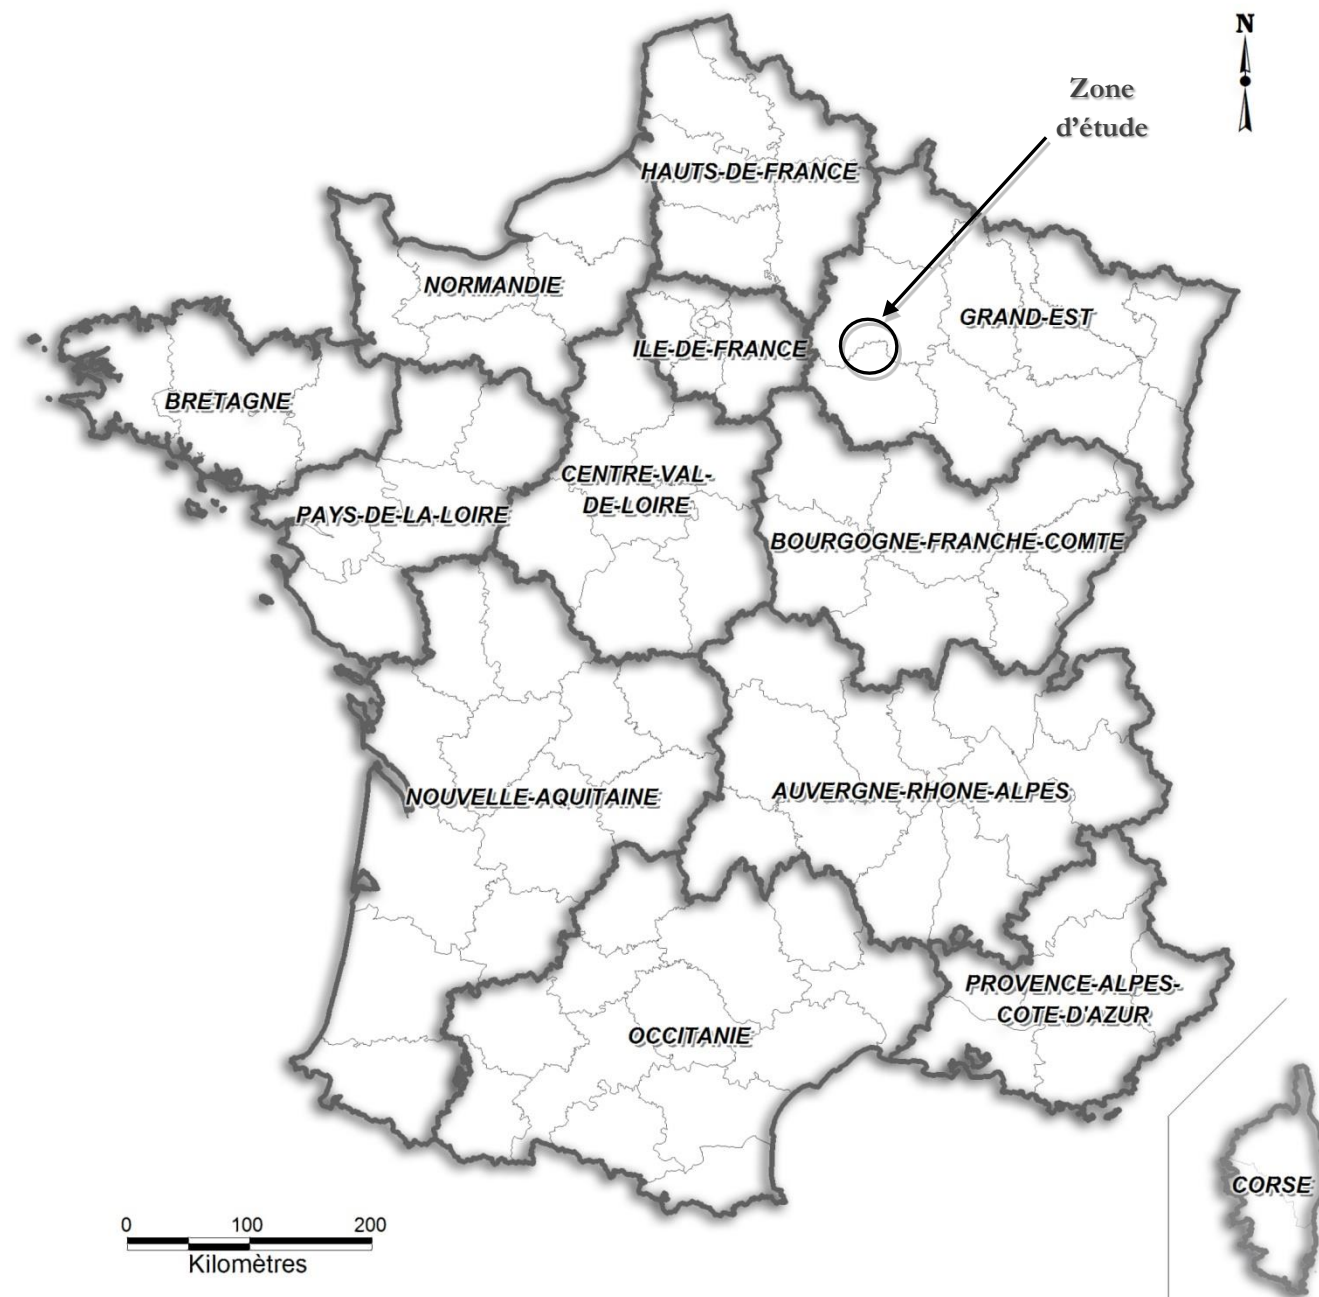 N
Zone
d'étude
HAUTS-DE-FRANCE
NORMANDIE
GRAND-EST
ILE-DE-FRANCE
BRETAGNE
CENTRE-VAL-
DE-LOIRE
PAYS-DE-LA-LOIRE
BOURGOGNE-FRANCHE-COMTE
NOUVELLE-AQUITAINE
AUVERGNE-RHONE-ALPES
PROVENCE-ALPES-
COTE-D'AZUR
OCCITANIE
CORSE
0 100 200
Kilomètres